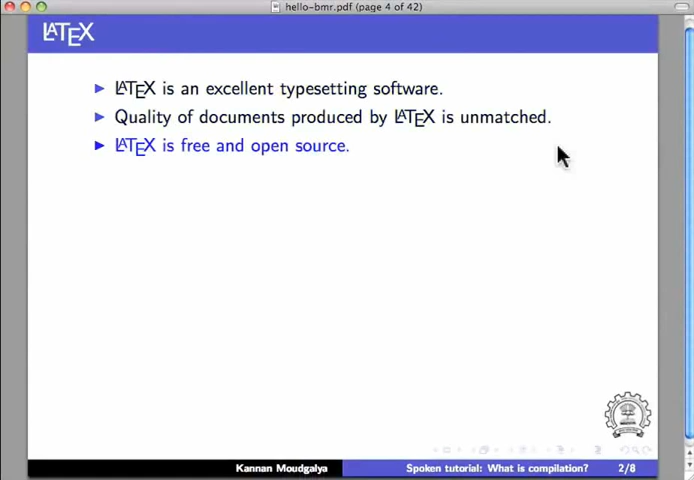 hello-bmr.pdf (page 4 of 42)
LATEX
LATEX is an excellent typesetting software.
Quality of documents produced by LATEX is unmatched.
LATEX is free and open source.
Kannan Moudgalya
Spoken tutorial: What is compilation?
2/8